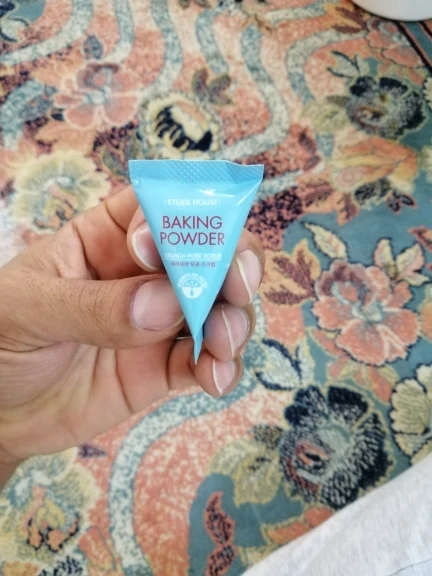 ·ETUDE HOUSE·
BAKING
POWDER
CRUNCH PORE SCRUB